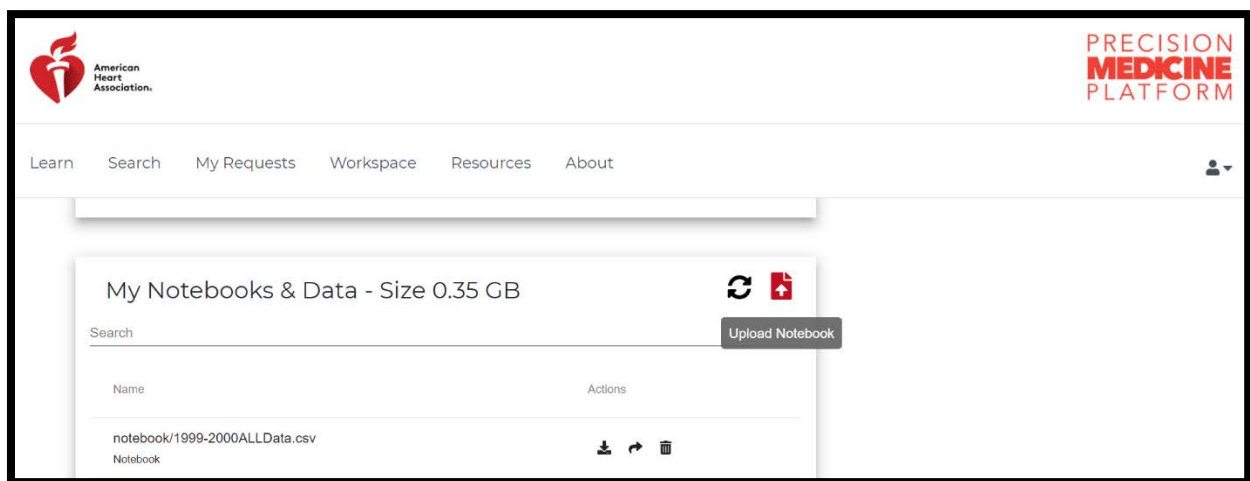 American
Heart
Association.
PRECISION
MEDICINE
PLATFORM
Learn Search My Requests Workspace Resources About
My Notebooks & Data - Size 0.35 GB
Search
Upload Notebook
Name Actions
notebook/1999-2000ALLData.csv
Notebook